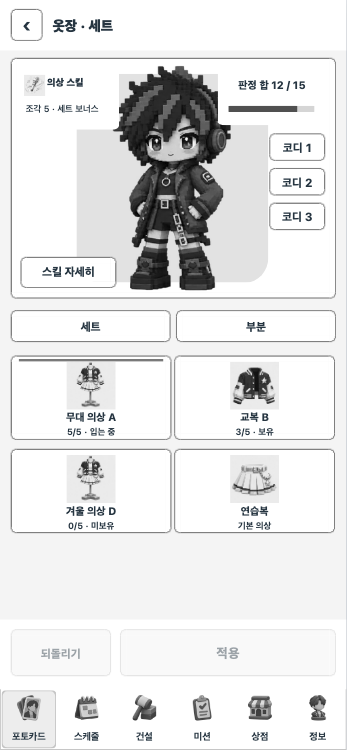 옷장 · 세트
의상 스킬
조각 5 · 세트 보너스
판정 합 12 / 15
코디 1
코디 2
코디 3
스킬 자세히
세트
부분
무대 의상 A
5/5 · 입는 중
교복 B
3/5 · 보유
겨울 의상 D
0/5 · 미보유
연습복
기본 의상
되돌리기
적용
포토카드
스케줄
건설
미션
상점
정보